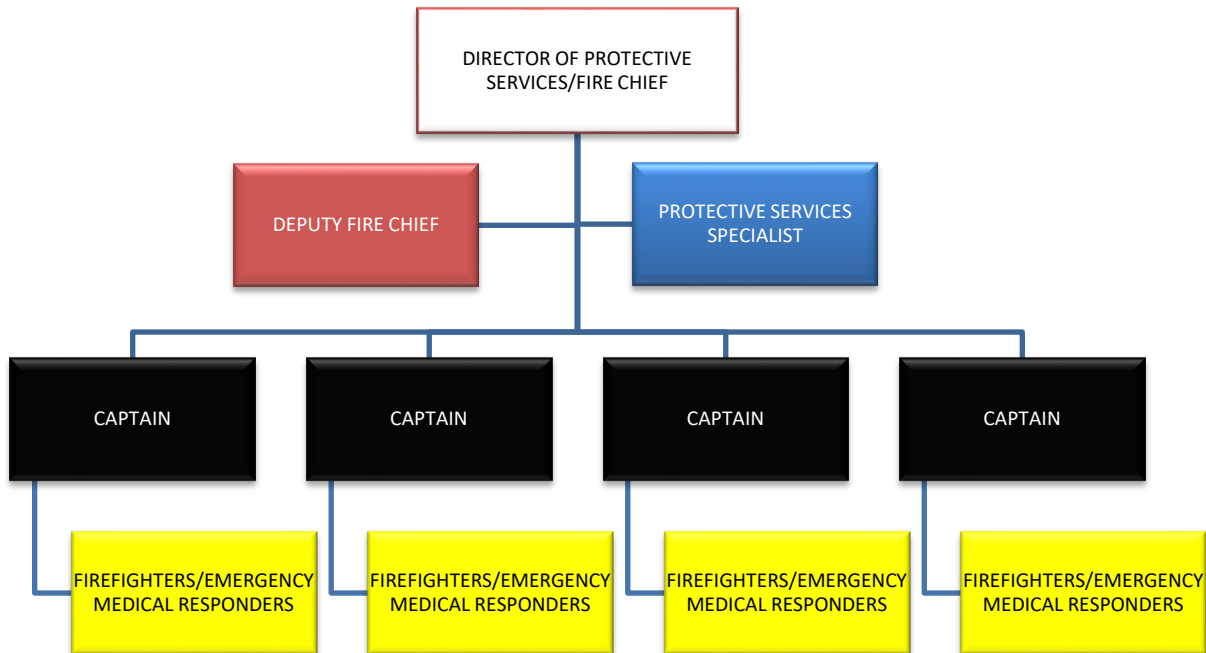 DIRECTOR OF PROTECTIVE
SERVICES/FIRE CHIEF
DEPUTY FIRE CHIEF
PROTECTIVE SERVICES
SPECIALIST
CAPTAIN
CAPTAIN
CAPTAIN
CAPTAIN
FIREFIGHTERS/EMERGENCY
MEDICAL RESPONDERS
FIREFIGHTERS/EMERGENCY
MEDICAL RESPONDERS
FIREFIGHTERS/EMERGENCY
MEDICAL RESPONDERS
FIREFIGHTERS/EMERGENCY
MEDICAL RESPONDERS